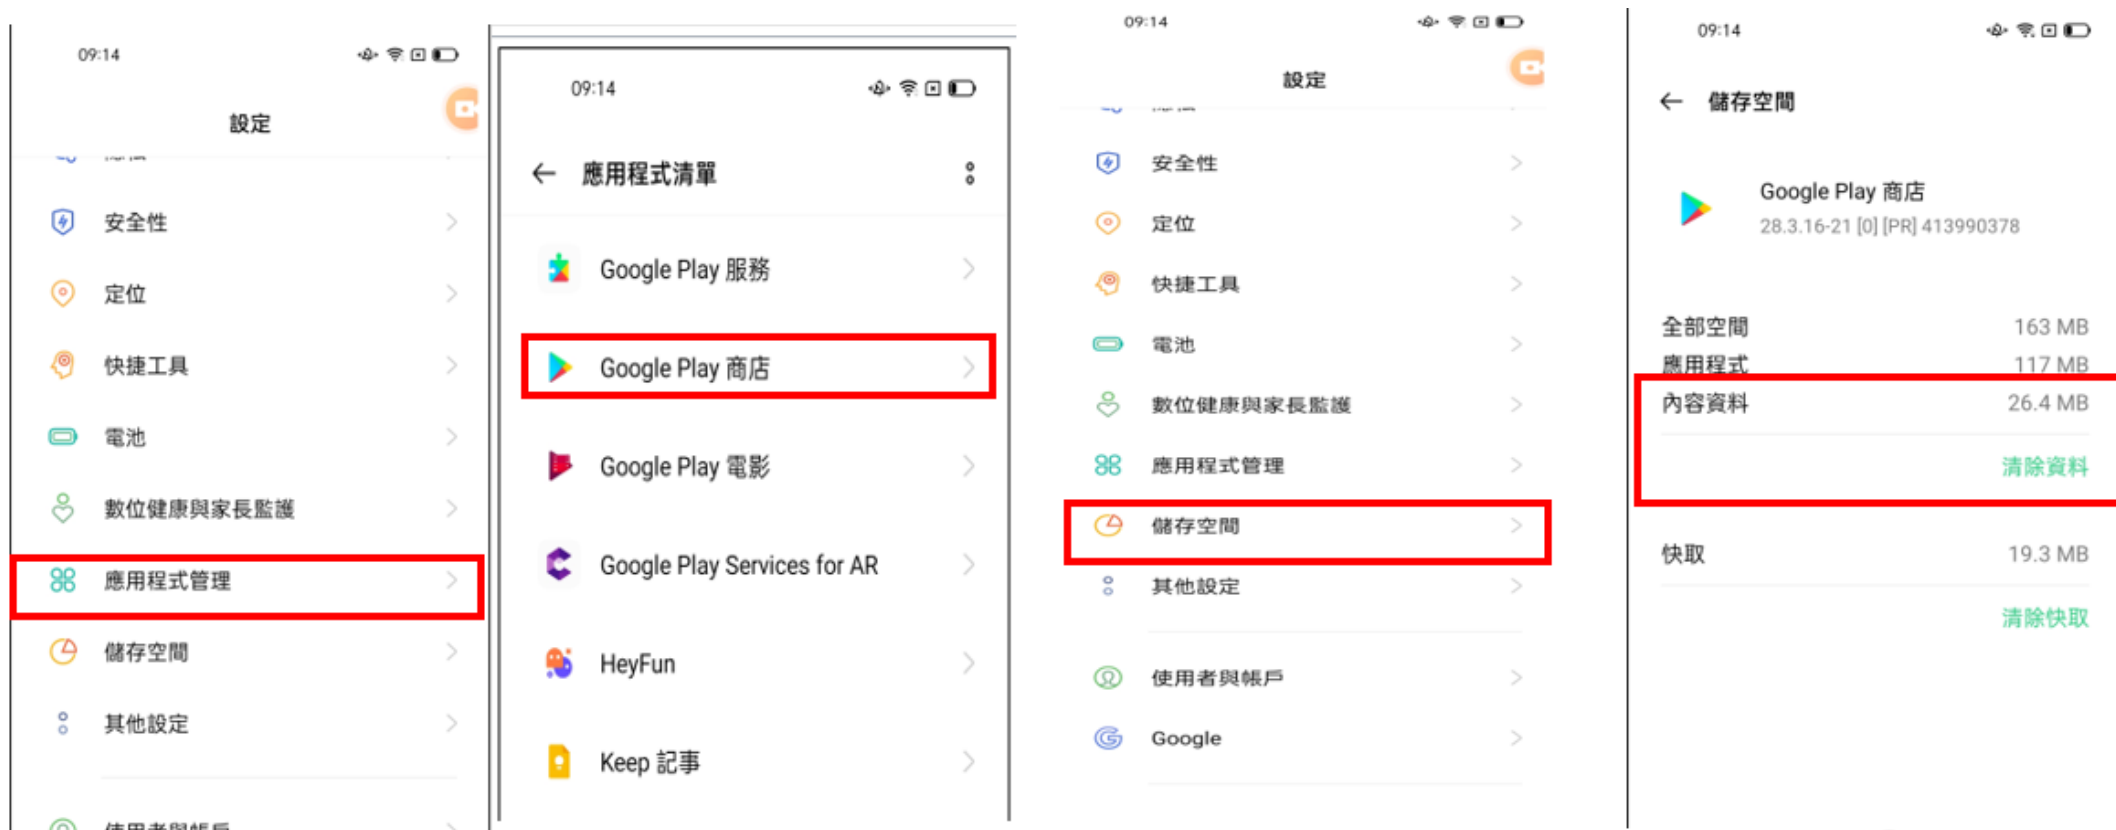 09:14
設定
安全性
定位
快捷工具
電池
數位健康與家長監護
應用程式管理
儲存空間
其他設定
使用者與帳戶
09:14
應用程式清單
Google Play 服務
Google Play 商店
Google Play 電影
Google Play Services for AR
HeyFun
Keep 記事
09:14
設定
安全性
定位
快捷工具
電池
數位健康與家長監護
應用程式管理
儲存空間
其他設定
使用者與帳戶
Google
09:14
儲存空間
Google Play 商店
28.3.16-21 [0] [PR] 413990378
全部空間 163 MB
應用程式 117 MB
內容資料 26.4 MB
清除資料
快取 19.3 MB
清除快取